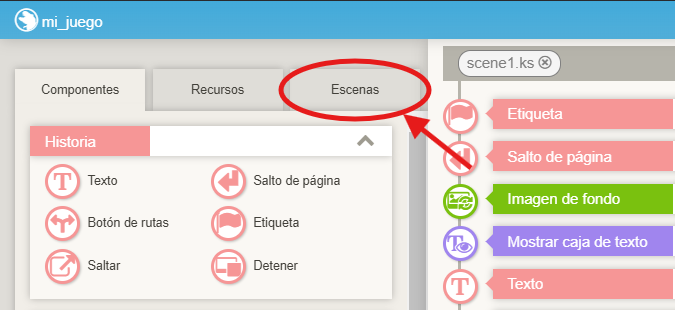 mi_juego
Componentes Recursos Escenas
Historia
Texto Salto de página
Botón de rutas Etiqueta
Saltar Detener
scene1.ks
Etiqueta
Salto de página
Imagen de fondo
Mostrar caja de texto
Texto